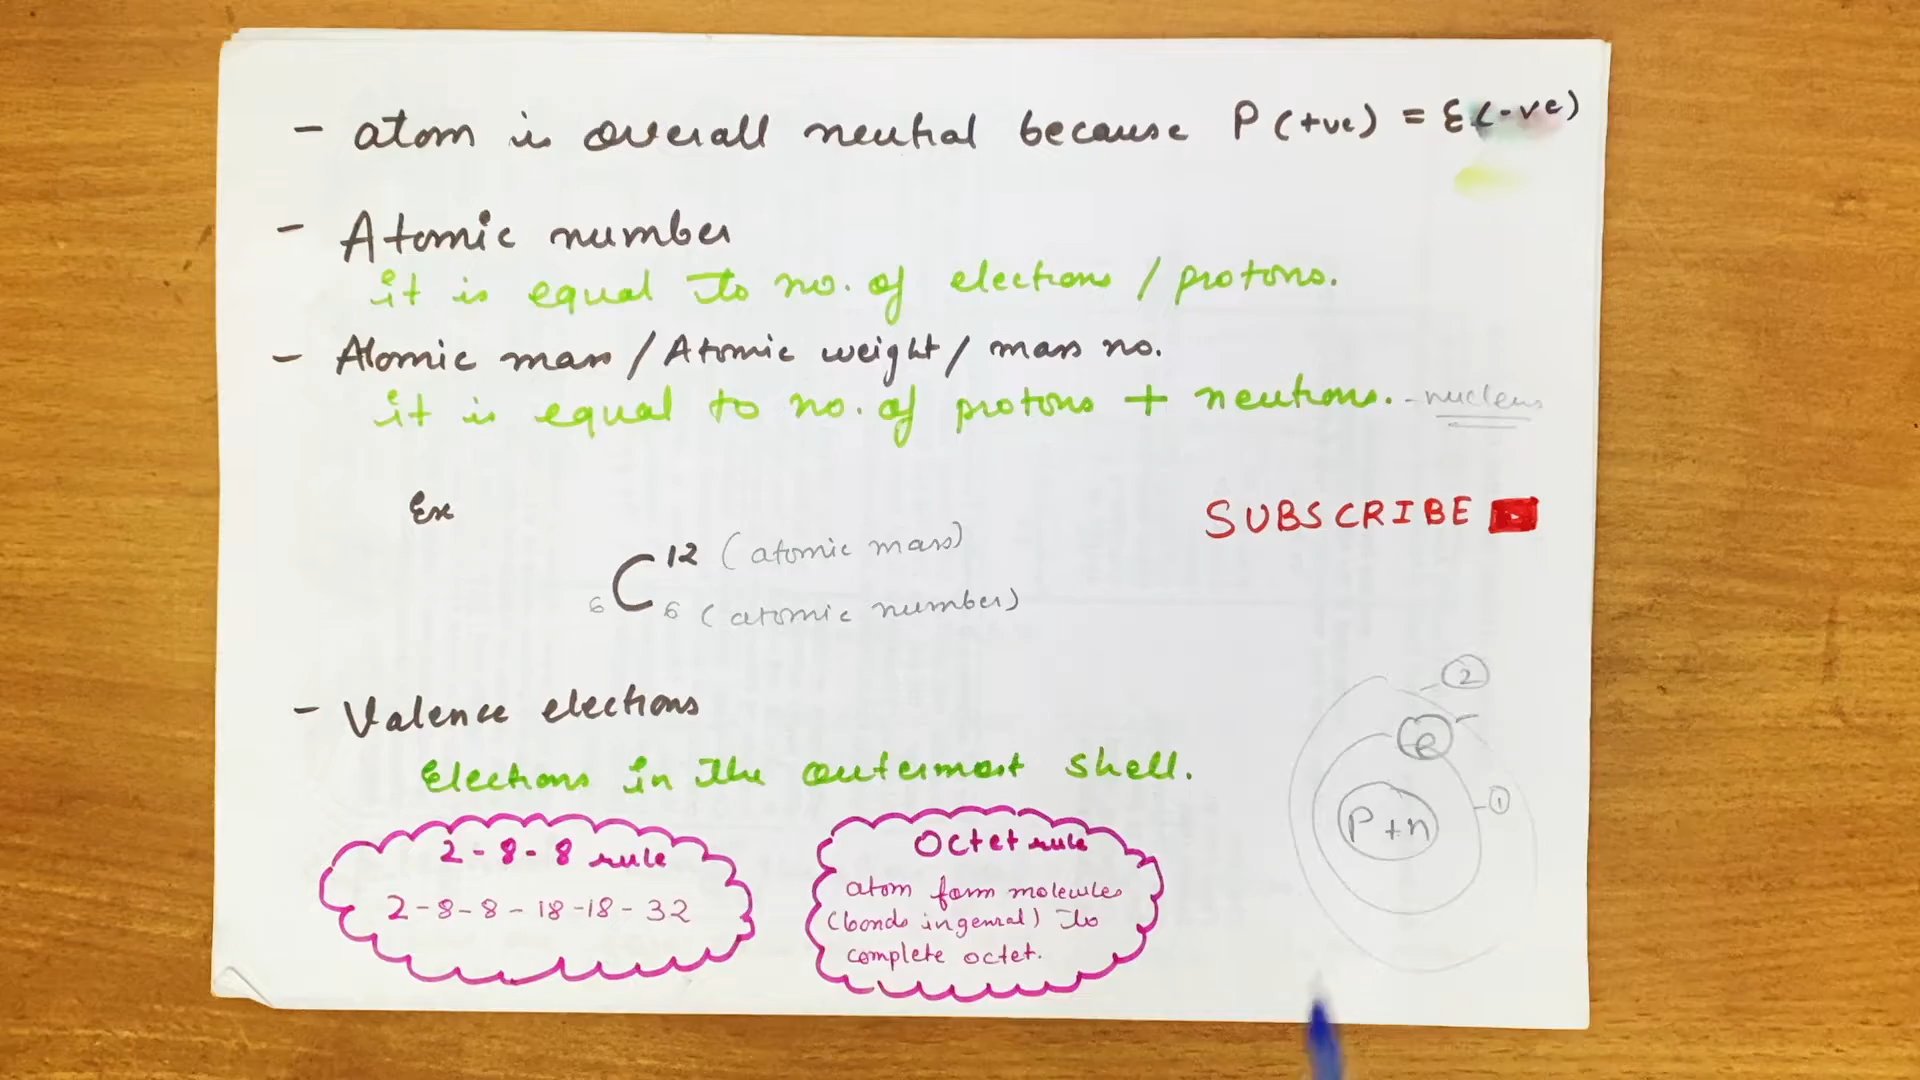 - atom is overall neutral because P (+ve) = E (-ve)
- Atomic number
it is equal to no. of electrons / protons.
- Atomic mass / Atomic weight / mass no.
it is equal to no. of protons + neutrons. - nucleus
Ex
SUBSCRIBE
12 (atomic mass)
6 C 6 (atomic number)
- Valence electrons
Electrons in the outermost shell.
2 - 8 - 8 rule
2 - 8 - 8 - 18 - 18 - 32
Octet rule
atom form molecules
(bonds in genral) to
complete octet.
2
e
1
P + n